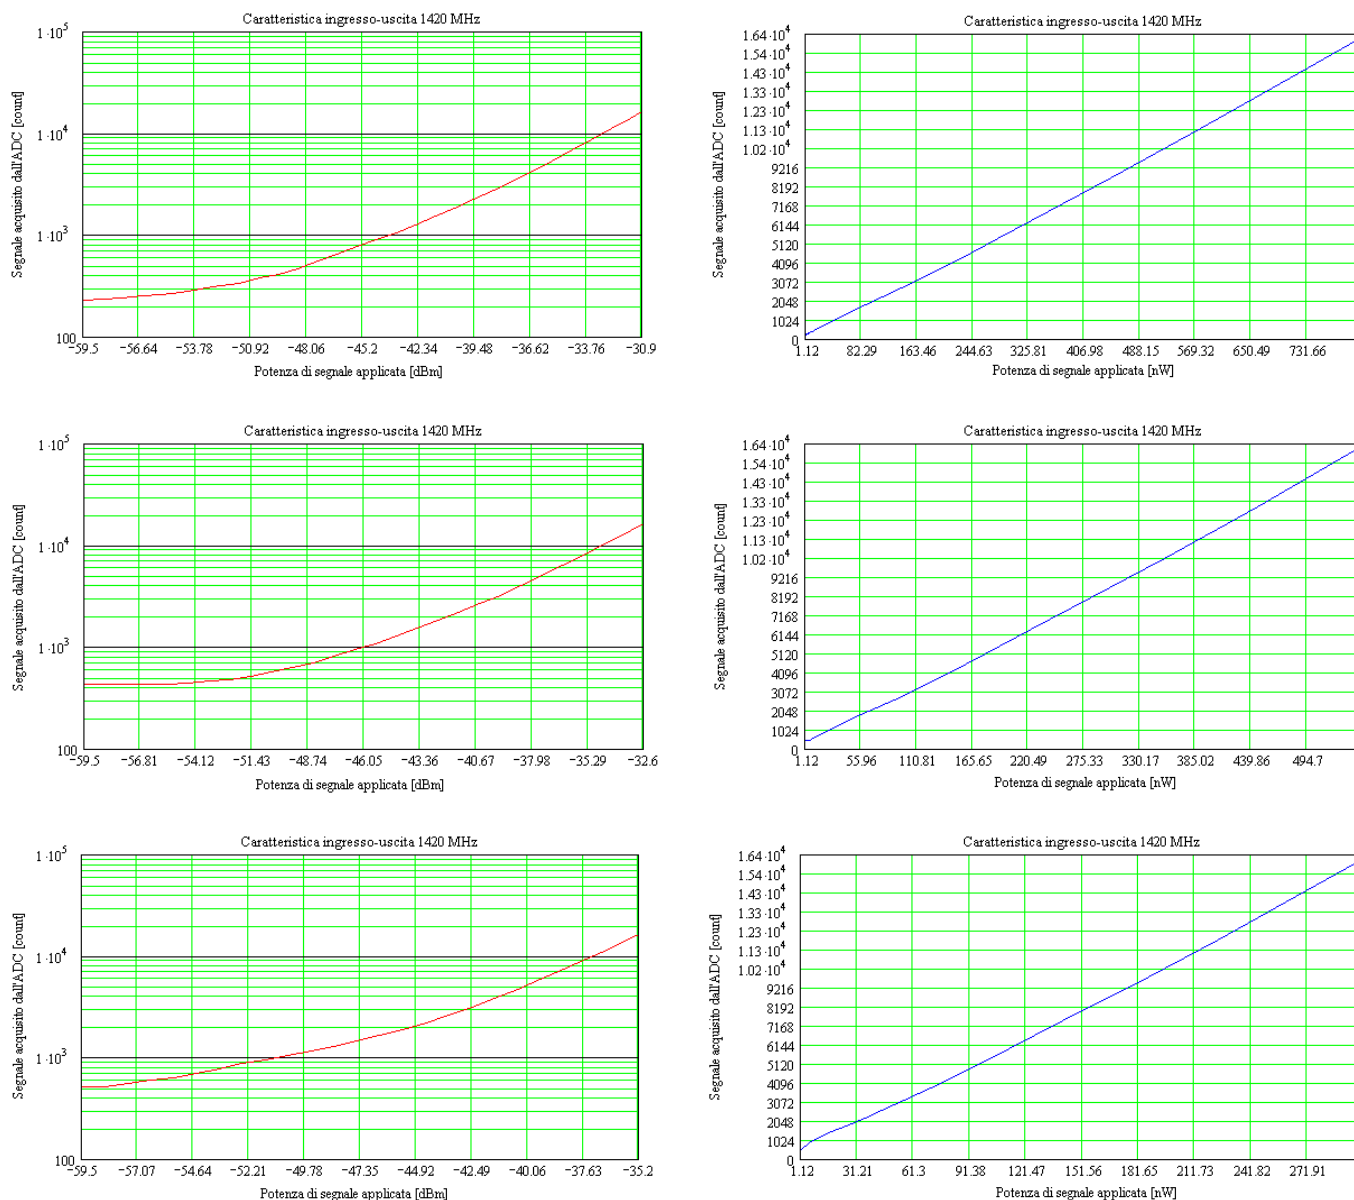 Caratteristica ingresso-uscita 1420 MHz
Segnale acquisito dall'ADC [count]
1·10^5
1·10^4
1·10^3
100
−59.5 −56.64 −53.78 −50.92 −48.06 −45.2 −42.34 −39.48 −36.62 −33.76 −30.9
Potenza di segnale applicata [dBm]
Caratteristica ingresso-uscita 1420 MHz
Segnale acquisito dall'ADC [count]
1.64·10^4
1.54·10^4
1.43·10^4
1.33·10^4
1.23·10^4
1.13·10^4
1.02·10^4
9216
8192
7168
6144
5120
4096
3072
2048
1024
0
1.12 82.29 163.46 244.63 325.81 406.98 488.15 569.32 650.49 731.66
Potenza di segnale applicata [nW]
Caratteristica ingresso-uscita 1420 MHz
Segnale acquisito dall'ADC [count]
1·10^5
1·10^4
1·10^3
100
−59.5 −56.81 −54.12 −51.43 −48.74 −46.05 −43.36 −40.67 −37.98 −35.29 −32.6
Potenza di segnale applicata [dBm]
Caratteristica ingresso-uscita 1420 MHz
Segnale acquisito dall'ADC [count]
1.64·10^4
1.54·10^4
1.43·10^4
1.33·10^4
1.23·10^4
1.13·10^4
1.02·10^4
9216
8192
7168
6144
5120
4096
3072
2048
1024
0
1.12 55.96 110.81 165.65 220.49 275.33 330.17 385.02 439.86 494.7
Potenza di segnale applicata [nW]
Caratteristica ingresso-uscita 1420 MHz
Segnale acquisito dall'ADC [count]
1·10^5
1·10^4
1·10^3
100
−59.5 −57.07 −54.64 −52.21 −49.78 −47.35 −44.92 −42.49 −40.06 −37.63 −35.2
Potenza di segnale applicata [dBm]
Caratteristica ingresso-uscita 1420 MHz
Segnale acquisito dall'ADC [count]
1.64·10^4
1.54·10^4
1.43·10^4
1.33·10^4
1.23·10^4
1.13·10^4
1.02·10^4
9216
8192
7168
6144
5120
4096
3072
2048
1024
0
1.12 31.21 61.3 91.38 121.47 151.56 181.65 211.73 241.82 271.91
Potenza di segnale applicata [nW]